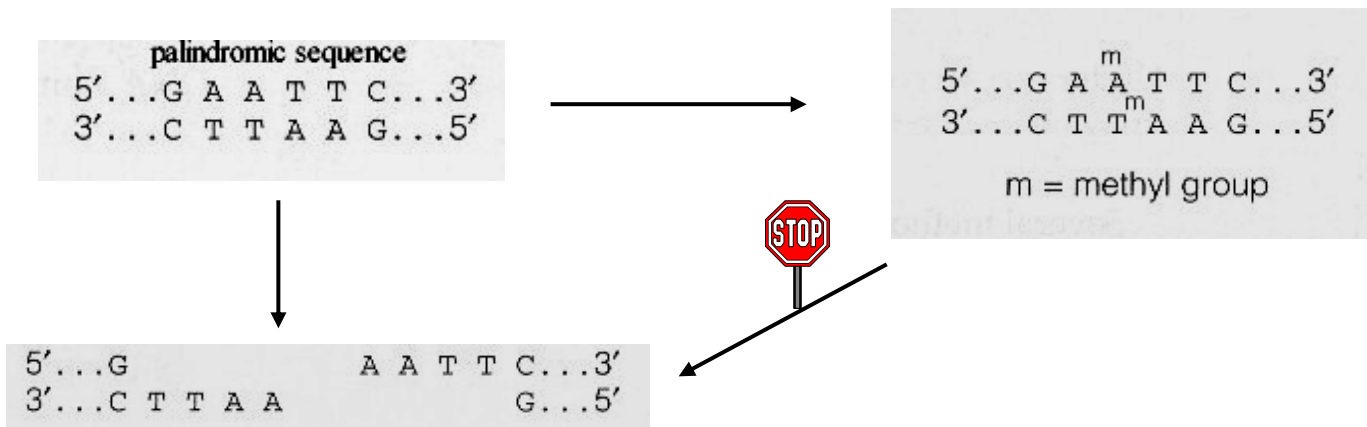 palindromic sequence
5′...G A A T T C...3′
3′...C T T A A G...5′
m
5′...G A A T T C...3′
m
3′...C T T A A G...5′
m = methyl group
STOP
5′...G A A T T C...3′
3′...C T T A A G...5′